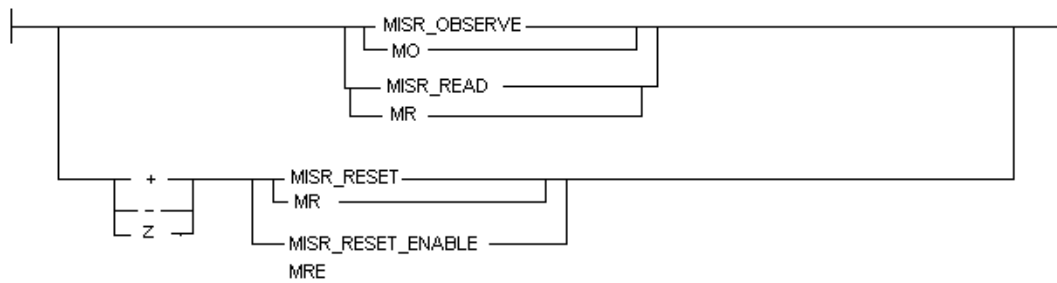 MISR_OBSERVE
MO
MISR_READ
MR
+ MISR_RESET
MR
-
Z
MISR_RESET_ENABLE
MRE